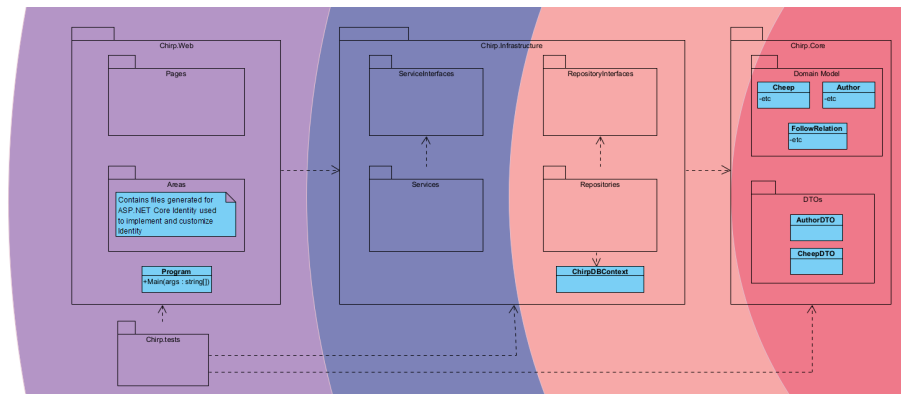 Chirp.Web
Pages
Areas
Contains files generated for
ASP.NET Core Identity used
to implement and customize
Identity
Program
+Main(args : string[])
Chirp.tests
Chirp.Infrastructure
ServiceInterfaces
RepositoryInterfaces
Services
Repositories
ChirpDBContext
Chirp.Core
Domain Model
Cheep
-etc
Author
-etc
FollowRelation
-etc
DTOs
AuthorDTO
CheepDTO